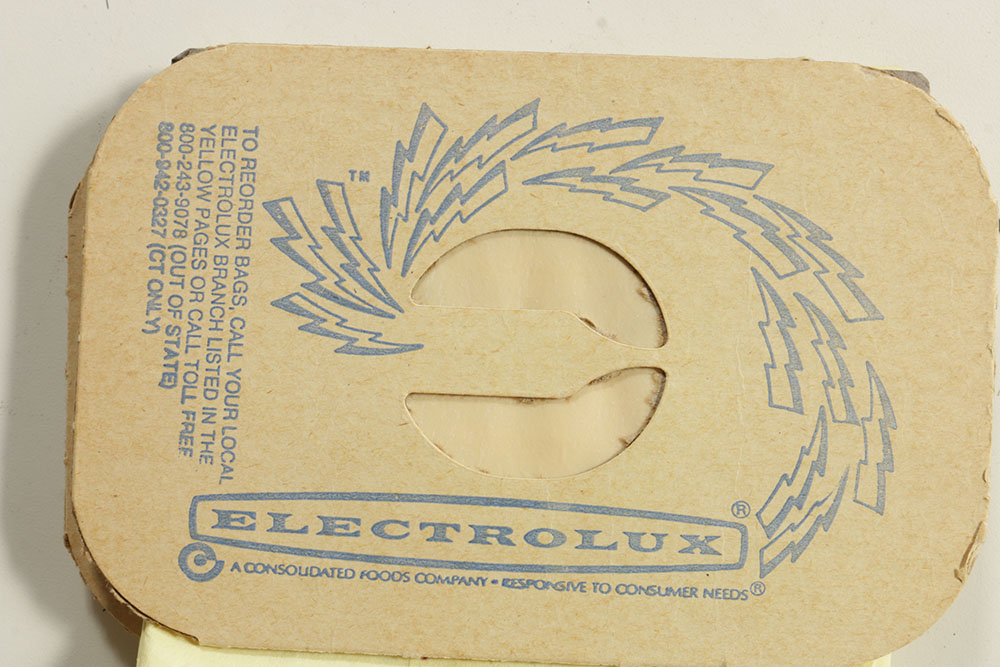 TO REORDER BAGS, CALL YOUR LOCAL
ELECTROLUX BRANCH LISTED IN THE
YELLOW PAGES OR CALL TOLL FREE
800-243-9078 (OUT OF STATE)
800-942-0327 (CT ONLY)
TM
ELECTROLUX ®
C A CONSOLIDATED FOODS COMPANY • RESPONSIVE TO CONSUMER NEEDS®